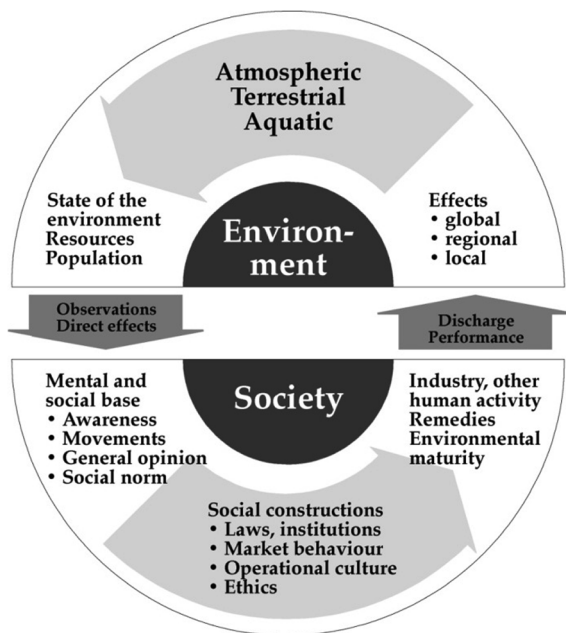 Atmospheric
Terrestrial
Aquatic
State of the
environment
Resources
Population
Environ-
ment
Effects
• global
• regional
• local
Observations
Direct effects
Discharge
Performance
Mental and
social base
• Awareness
• Movements
• General opinion
• Social norm
Society
Industry, other
human activity
Remedies
Environmental
maturity
Social constructions
• Laws, institutions
• Market behaviour
• Operational culture
• Ethics